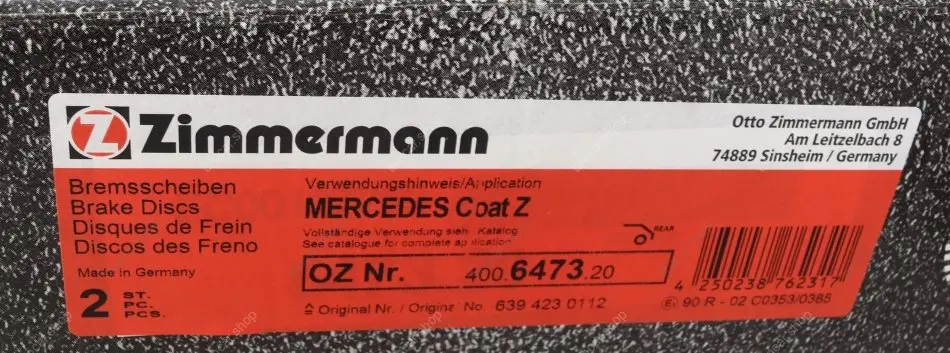 Z Zimmermann
Otto Zimmermann GmbH
Am Leitzelbach 8
74889 Sinsheim / Germany
Bremsscheiben
Brake Discs
Disques de Frein
Discos des Freno
Made in Germany
2 ST.
PC.
PCS.
Verwendungshinweis/Application
MERCEDES Coat Z
Vollständige Verwendung sieh Katalog
See catalogue for complete application
REAR
OZ Nr. 400.6473.20
Original Nr. / Original No. 639 423 0112
4 250238 762317
E1 90 R - 02 C0353/0385